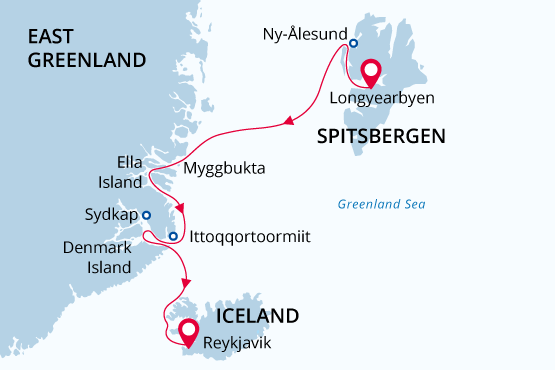 EAST
GREENLAND
Ny-Ålesund
Longyearbyen
SPITSBERGEN
Ella
Island
Myggbukta
Greenland Sea
Sydkap
Ittoqqortoormiit
Denmark
Island
ICELAND
Reykjavik